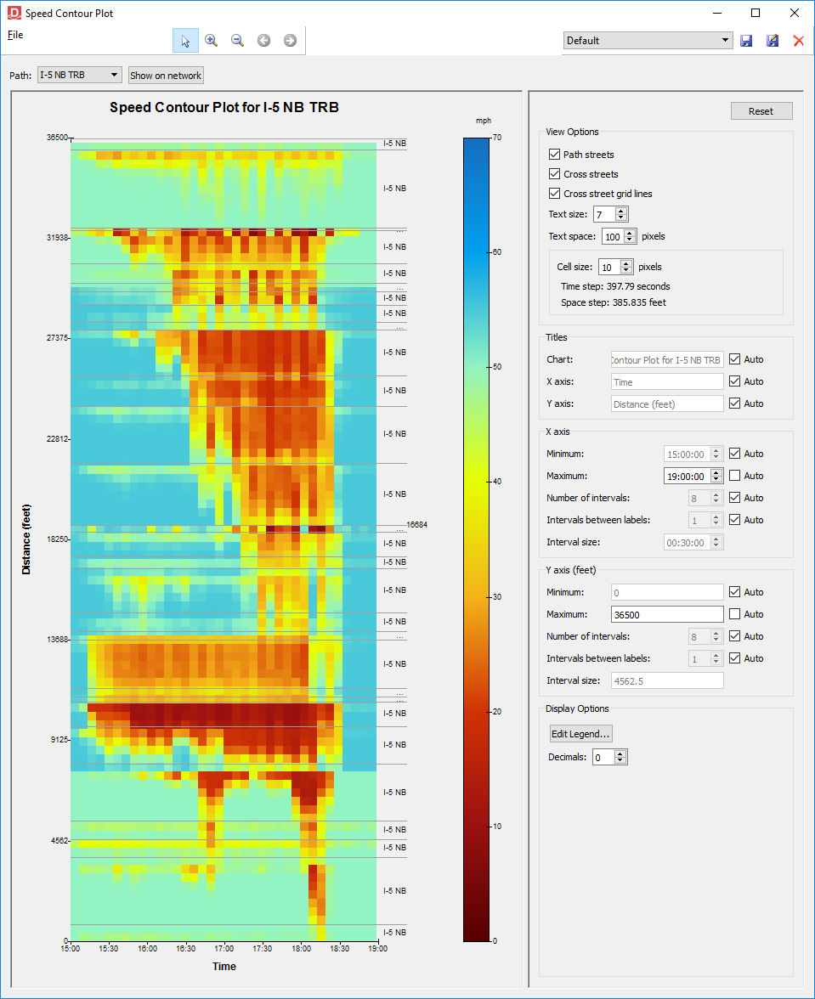 Speed Contour Plot
File
Default
Path: I-5 NB TRB Show on network
Speed Contour Plot for I-5 NB TRB
mph
36500
31938
27375
22812
18250
13688
9125
4562
0
Distance (feet)
I-5 NB
I-5 NB
...
I-5 NB
I-5 NB
...
I-5 NB
I-5 NB
...
I-5 NB
I-5 NB
I-5 NB
I-5 NB
16684
...
I-5 NB
I-5 NB
I-5 NB
I-5 NB
...
I-5 NB
...
...
I-5 NB
I-5 NB
I-5 NB
I-5 NB
I-5 NB
I-5 NB
I-5 NB
15:00 15:30 16:00 16:30 17:00 17:30 18:00 18:30 19:00
Time
70
60
50
40
30
20
10
0
Reset
View Options
Path streets
Cross streets
Cross street grid lines
Text size: 7
Text space: 100 pixels
Cell size: 10 pixels
Time step: 397.79 seconds
Space step: 385.835 feet
Titles
Chart: Contour Plot for I-5 NB TRB Auto
X axis: Time Auto
Y axis: Distance (feet) Auto
X axis
Minimum: 15:00:00 Auto
Maximum: 19:00:00 Auto
Number of intervals: 8 Auto
Intervals between labels: 1 Auto
Interval size: 00:30:00
Y axis (feet)
Minimum: 0 Auto
Maximum: 36500 Auto
Number of intervals: 8 Auto
Intervals between labels: 1 Auto
Interval size: 4562.5
Display Options
Edit Legend...
Decimals: 0